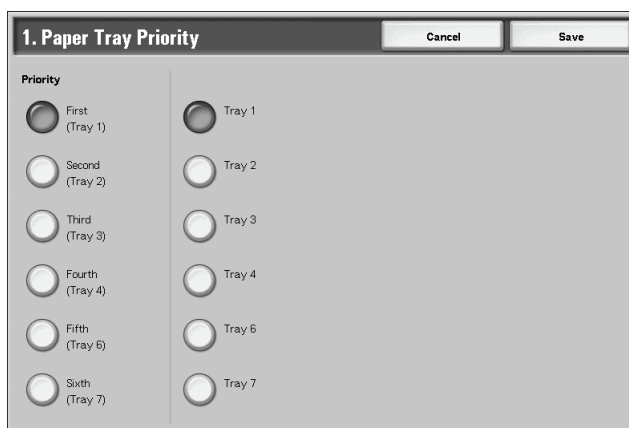 1. Paper Tray Priority
Cancel
Save
Priority
First
(Tray 1)
Second
(Tray 2)
Third
(Tray 3)
Fourth
(Tray 4)
Fifth
(Tray 6)
Sixth
(Tray 7)
Tray 1
Tray 2
Tray 3
Tray 4
Tray 6
Tray 7